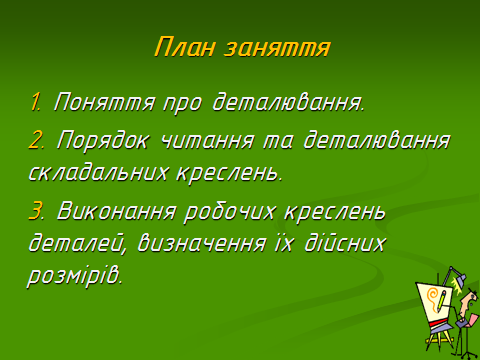 План заняття
1. Поняття про деталювання.
2. Порядок читання та деталювання
складальних креслень.
3. Виконання робочих креслень
деталей, визначення їх дійсних
розмірів.